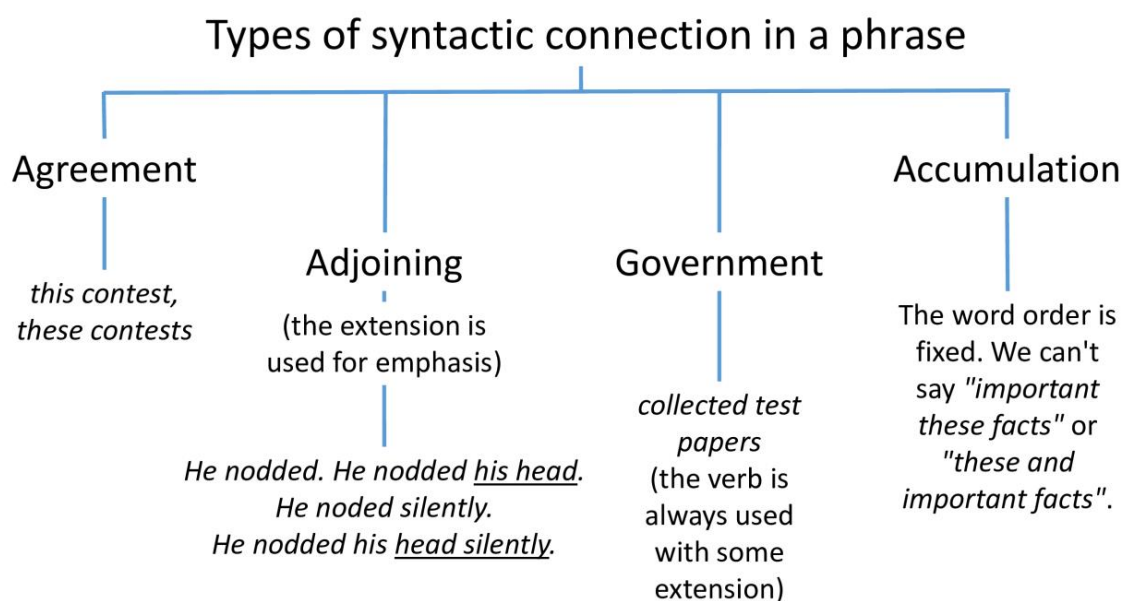 Types of syntactic connection in a phrase
Agreement
this contest,
these contests
Adjoining
(the extension is
used for emphasis)
He nodded. He nodded his head.
He noded silently.
He nodded his head silently.
Government
collected test
papers
(the verb is
always used
with some
extension)
Accumulation
The word order is
fixed. We can't
say "important
these facts" or
"these and
important facts".